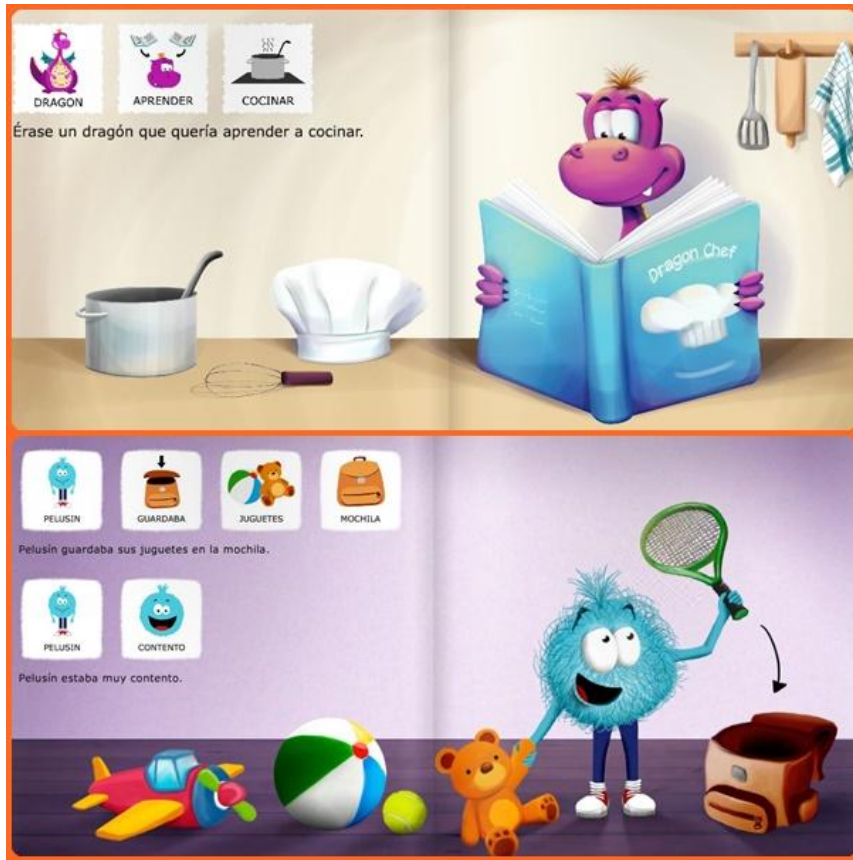 DRAGON APRENDER COCINAR
Érase un dragón que quería aprender a cocinar.
Dragon Chef
PELUSIN GUARDABA JUGUETES MOCHILA
Pelusín guardaba sus juguetes en la mochila.
PELUSIN CONTENTO
Pelusín estaba muy contento.